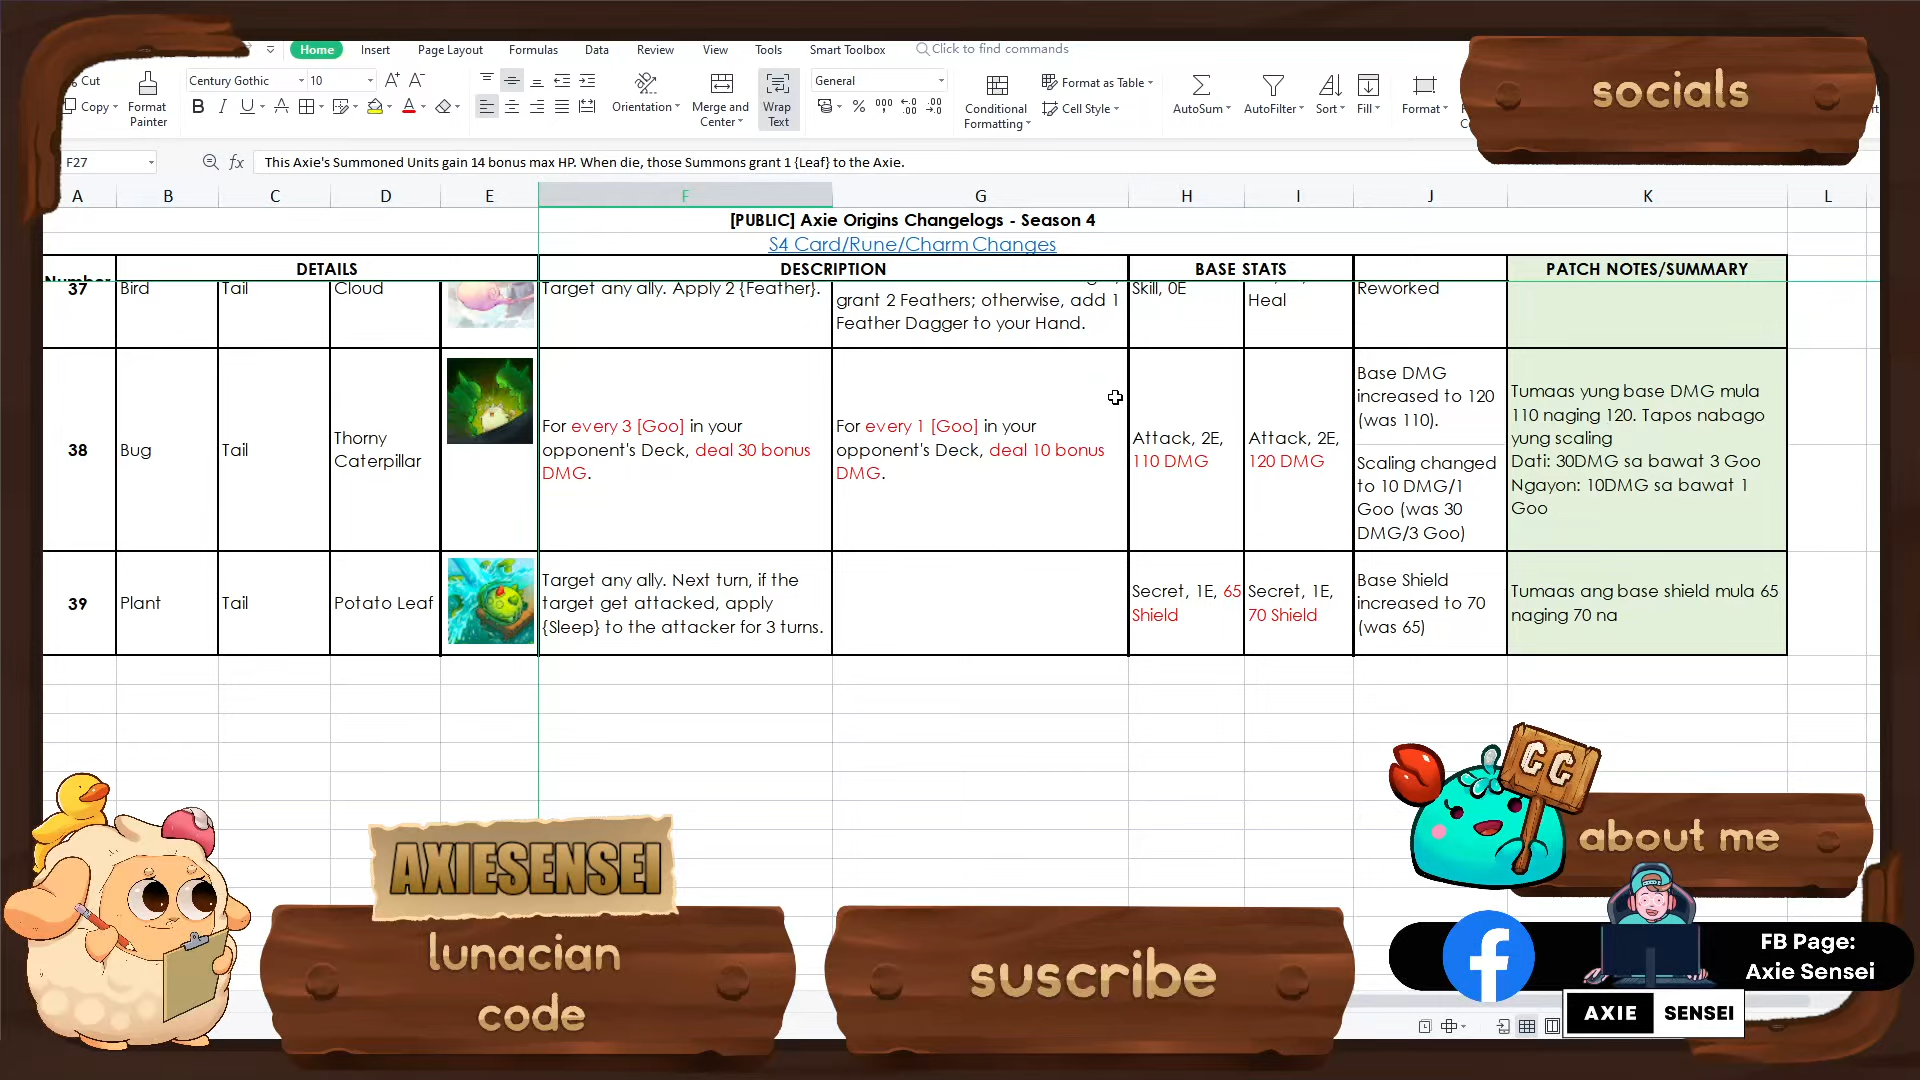 Home Insert Page Layout Formulas Data Review View Tools Smart Toolbox Click to find commands
Cut
Copy
Format
Painter
Century Gothic
10
Orientation
Merge and
Center
Wrap
Text
General
Conditional
Formatting
Format as Table
Cell Style
AutoSum
AutoFilter
Sort
Fill
Format
socials
F27
fx
This Axie's Summoned Units gain 14 bonus max HP. When die, those Summons grant 1 {Leaf} to the Axie.
A B C D E F G H I J K L
[PUBLIC] Axie Origins Changelogs - Season 4
S4 Card/Rune/Charm Changes
DETAILS
DESCRIPTION
BASE STATS
PATCH NOTES/SUMMARY
37
Bird
Tail
Cloud
Target any ally. Apply 2 {Feather}.
grant 2 Feathers; otherwise, add 1
Feather Dagger to your Hand.
Skill, 0E
Heal
Reworked
38
Bug
Tail
Thorny
Caterpillar
For every 3 [Goo] in your
opponent's Deck, deal 30 bonus
DMG.
For every 1 [Goo] in your
opponent's Deck, deal 10 bonus
DMG.
Attack, 2E,
110 DMG
Attack, 2E,
120 DMG
Base DMG
increased to 120
(was 110).
Scaling changed
to 10 DMG/1
Goo (was 30
DMG/3 Goo)
Tumaas yung base DMG mula
110 naging 120. Tapos nabago
yung scaling
Dati: 30DMG sa bawat 3 Goo
Ngayon: 10DMG sa bawat 1
Goo
39
Plant
Tail
Potato Leaf
Target any ally. Next turn, if the
target get attacked, apply
{Sleep} to the attacker for 3 turns.
Secret, 1E, 65
Shield
Secret, 1E,
70 Shield
Base Shield
increased to 70
(was 65)
Tumaas ang base shield mula 65
naging 70 na
CC
about me
AXIESENSEI
lunacian
code
suscribe
FB Page:
Axie Sensei
AXIE SENSEI